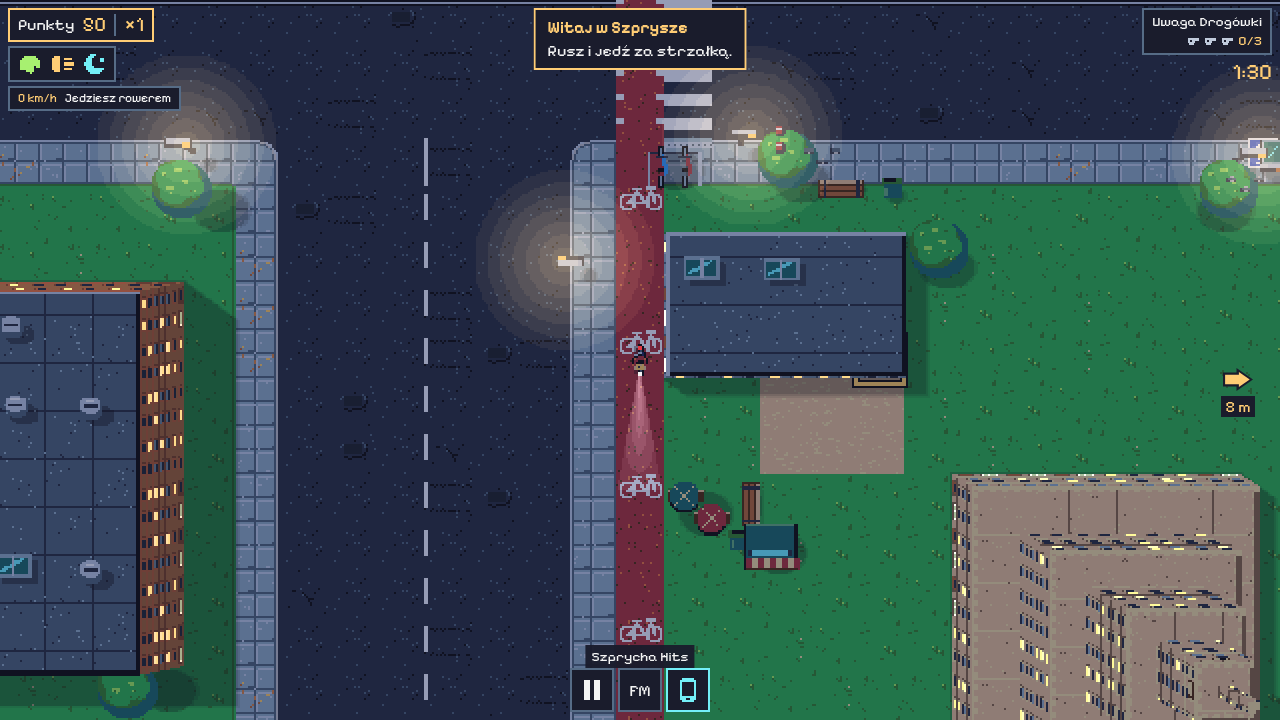 Punkty 90 ×1
Witaj w Szprysze
Rusz i jedź za strzałką.
Uwaga Drogówki
0/3
1:30
0 km/h Jedziesz rowerem
8 m
Szprycha Hits
FM